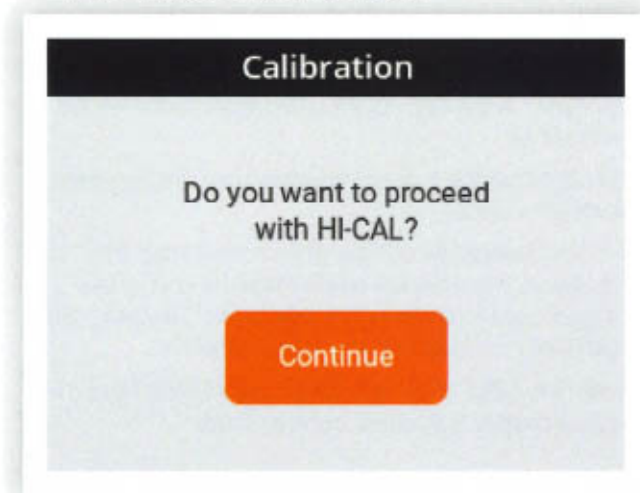 Calibration
Do you want to proceed
with HI-CAL?
Continue